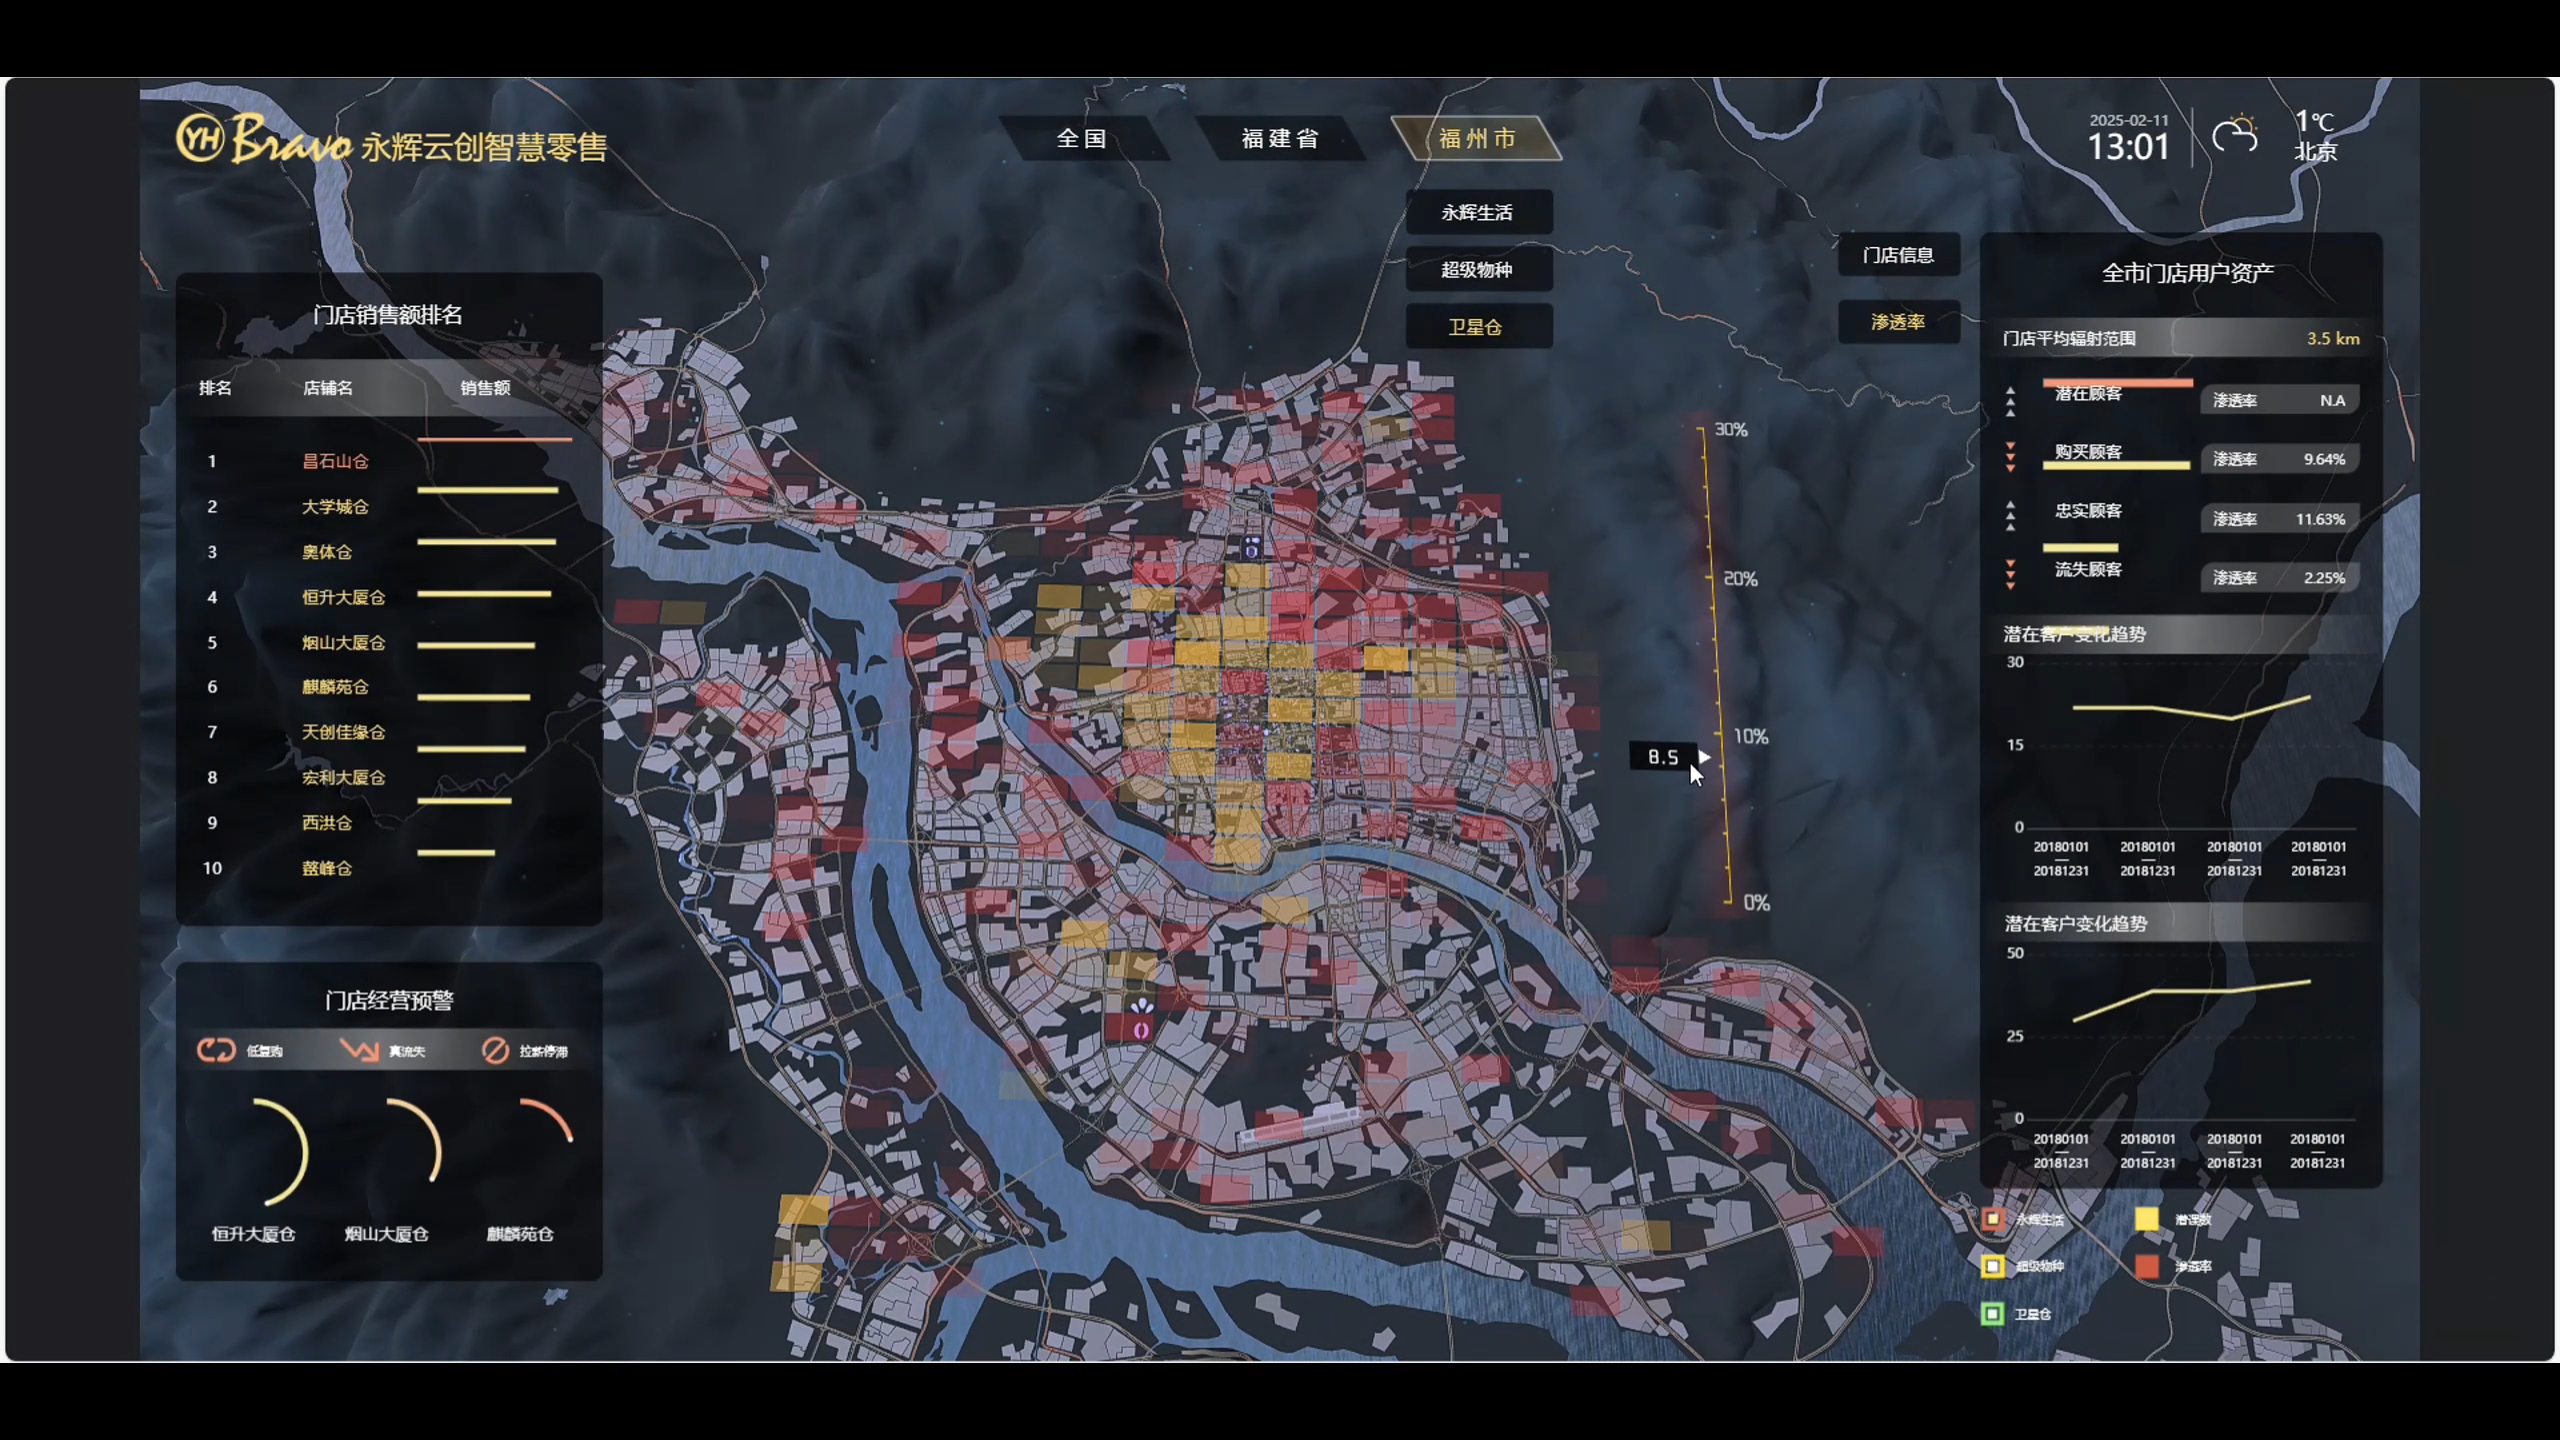 YH Bravo 永辉云创智慧零售
全国
福建省
福州市
2025-02-11
13:01
1℃
北京
永辉生活
超级物种
卫星仓
门店信息
渗透率
门店销售额排名
排名 店铺名 销售额
1 昌石山仓
2 大学城仓
3 奥体仓
4 恒升大厦仓
5 烟山大厦仓
6 麒麟苑仓
7 天创佳缘仓
8 宏利大厦仓
9 西洪仓
10 鳌峰仓
门店经营预警
低复购 真流失 拉新停滞
恒升大厦仓 烟山大厦仓 麒麟苑仓
30%
20%
10%
8.5
0%
全市门店用户资产
门店平均辐射范围 3.5 km
潜在顾客 渗透率 N.A
购买顾客 渗透率 9.64%
忠实顾客 渗透率 11.63%
流失顾客 渗透率 2.25%
潜在客户变化趋势
30
15
0
20180101 20180101 20180101 20180101
— — — —
20181231 20181231 20181231 20181231
潜在客户变化趋势
50
25
0
20180101 20180101 20180101 20180101
— — — —
20181231 20181231 20181231 20181231
永辉生活
超级物种 渗透率
卫星仓